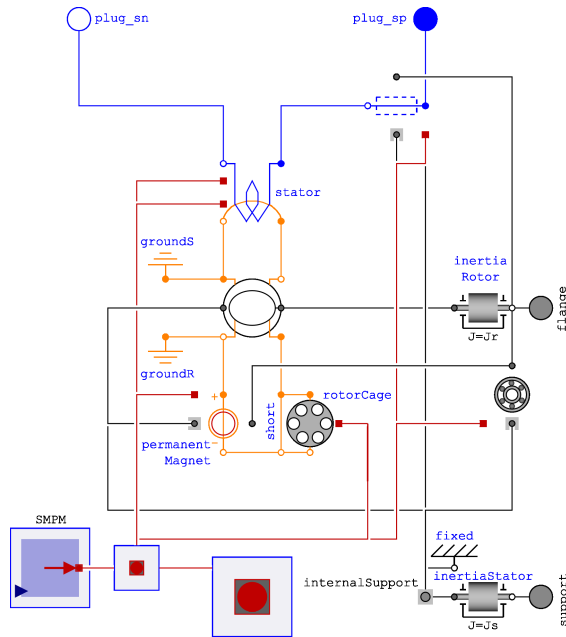 plug_sn
plug_sp
stator
groundS
inertia
Rotor
flange
J=Jr
groundR
+
short
rotorCage
permanent
Magnet
-
SMPM
fixed
internalSupport
inertiaStator
support
J=Js